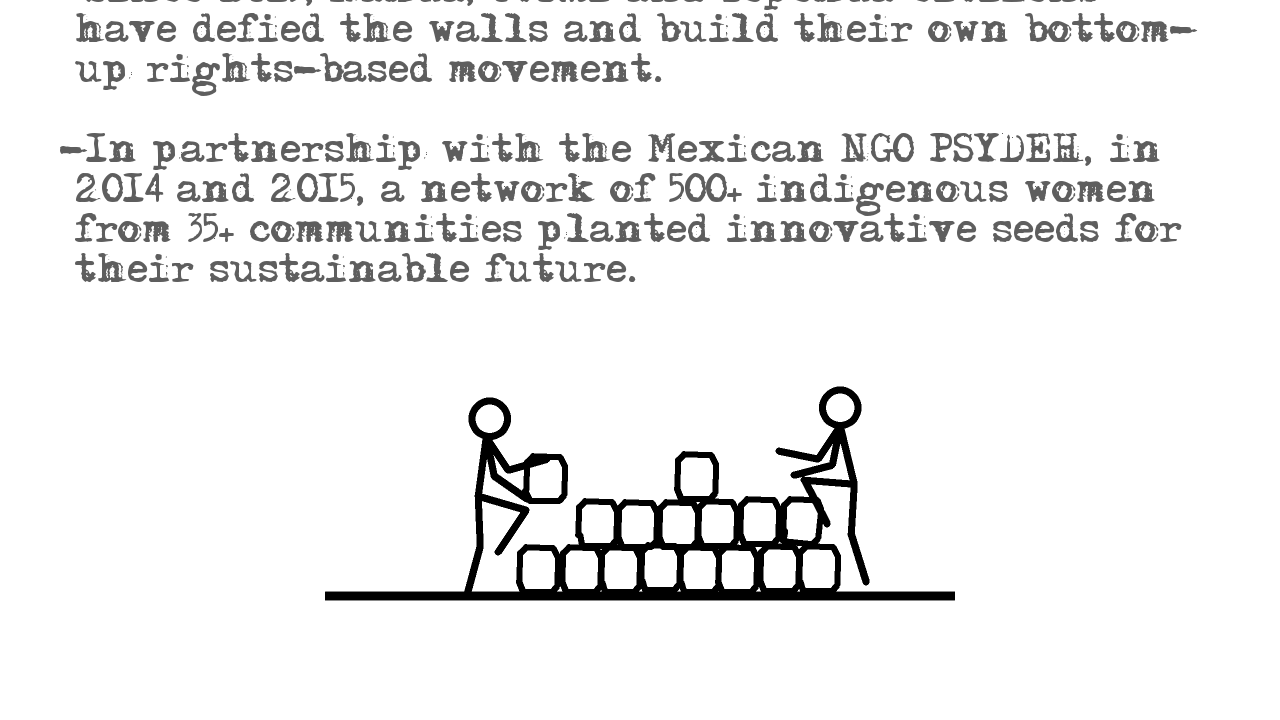 have defied the walls and build their own bottom-
up rights-based movement.
-In partnership with the Mexican NGO PSYDEH, in
2014 and 2015, a network of 500+ indigenous women
from 35+ communities planted innovative seeds for
their sustainable future.